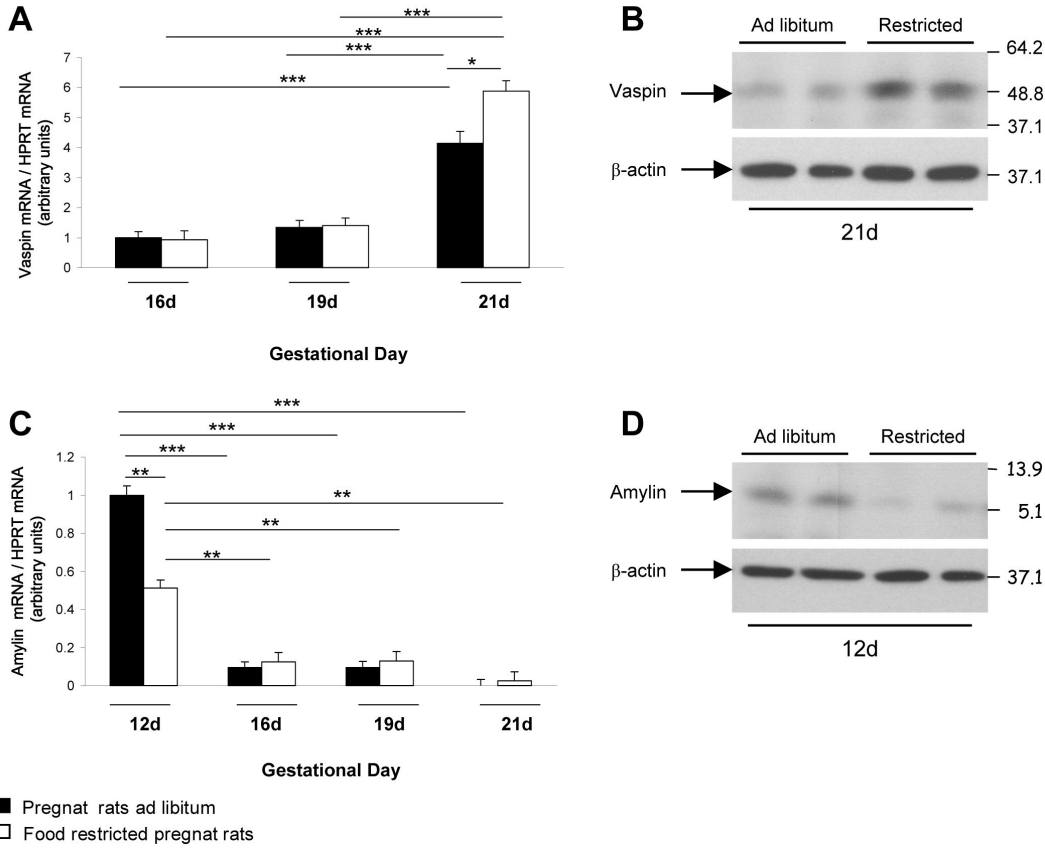 A
***
***
***
*
***
7
6
5
4
3
2
1
0
Vaspin mRNA / HPRT mRNA
(arbitrary units)
16d
19d
21d
Gestational Day
B
Ad libitum
Restricted
Vaspin
64.2
48.8
37.1
β-actin
37.1
21d
C
***
***
***
**
**
**
**
1.2
1
0.8
0.6
0.4
0.2
0
Amylin mRNA / HPRT mRNA
(arbitrary units)
12d
16d
19d
21d
Gestational Day
D
Ad libitum
Restricted
Amylin
13.9
5.1
β-actin
37.1
12d
Pregnat rats ad libitum
Food restricted pregnat rats